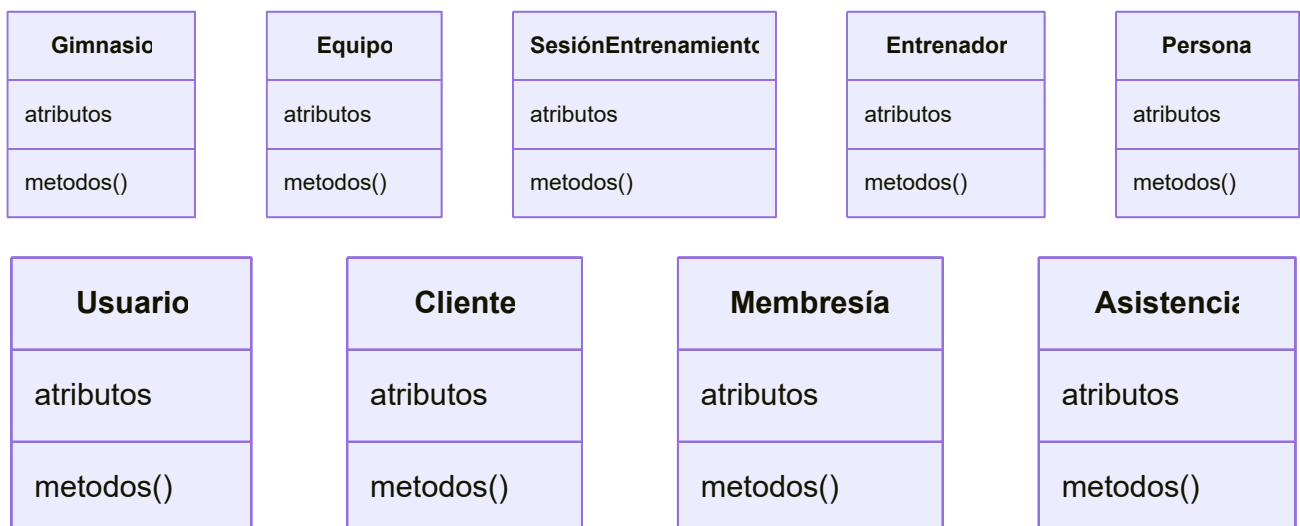 Gimnasio Equipo SesiónEntrenamiento Entrenador Persona
atributos atributos atributos atributos atributos
metodos() metodos() metodos() metodos() metodos()
Usuario Cliente Membresía Asistencia
atributos atributos atributos atributos
metodos() metodos() metodos() metodos()